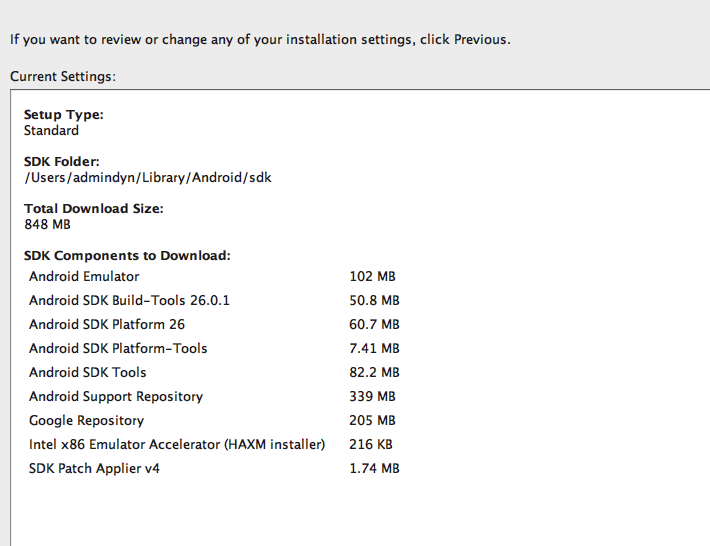 If you want to review or change any of your installation settings, click Previous.
Current Settings:
Setup Type:
Standard
SDK Folder:
/Users/admindyn/Library/Android/sdk
Total Download Size:
848 MB
SDK Components to Download:
Android Emulator 102 MB
Android SDK Build-Tools 26.0.1 50.8 MB
Android SDK Platform 26 60.7 MB
Android SDK Platform-Tools 7.41 MB
Android SDK Tools 82.2 MB
Android Support Repository 339 MB
Google Repository 205 MB
Intel x86 Emulator Accelerator (HAXM installer) 216 KB
SDK Patch Applier v4 1.74 MB